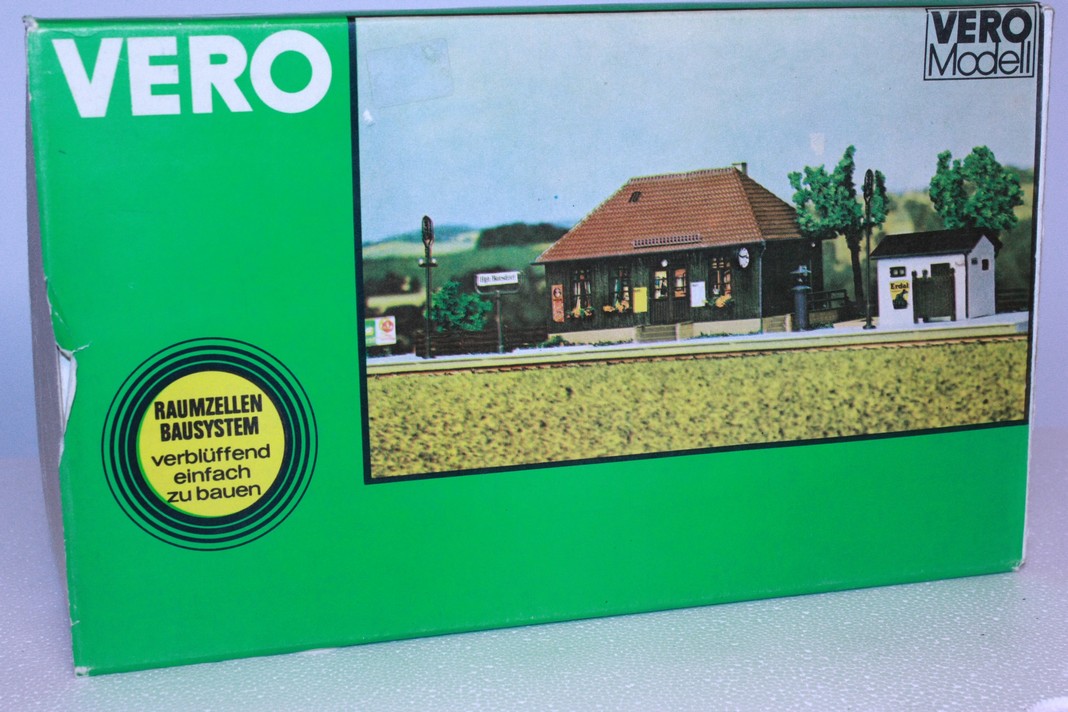 VERO
VERO
Modell
Erdal
RAUMZELLEN
BAUSYSTEM
verblüffend
einfach
zu bauen